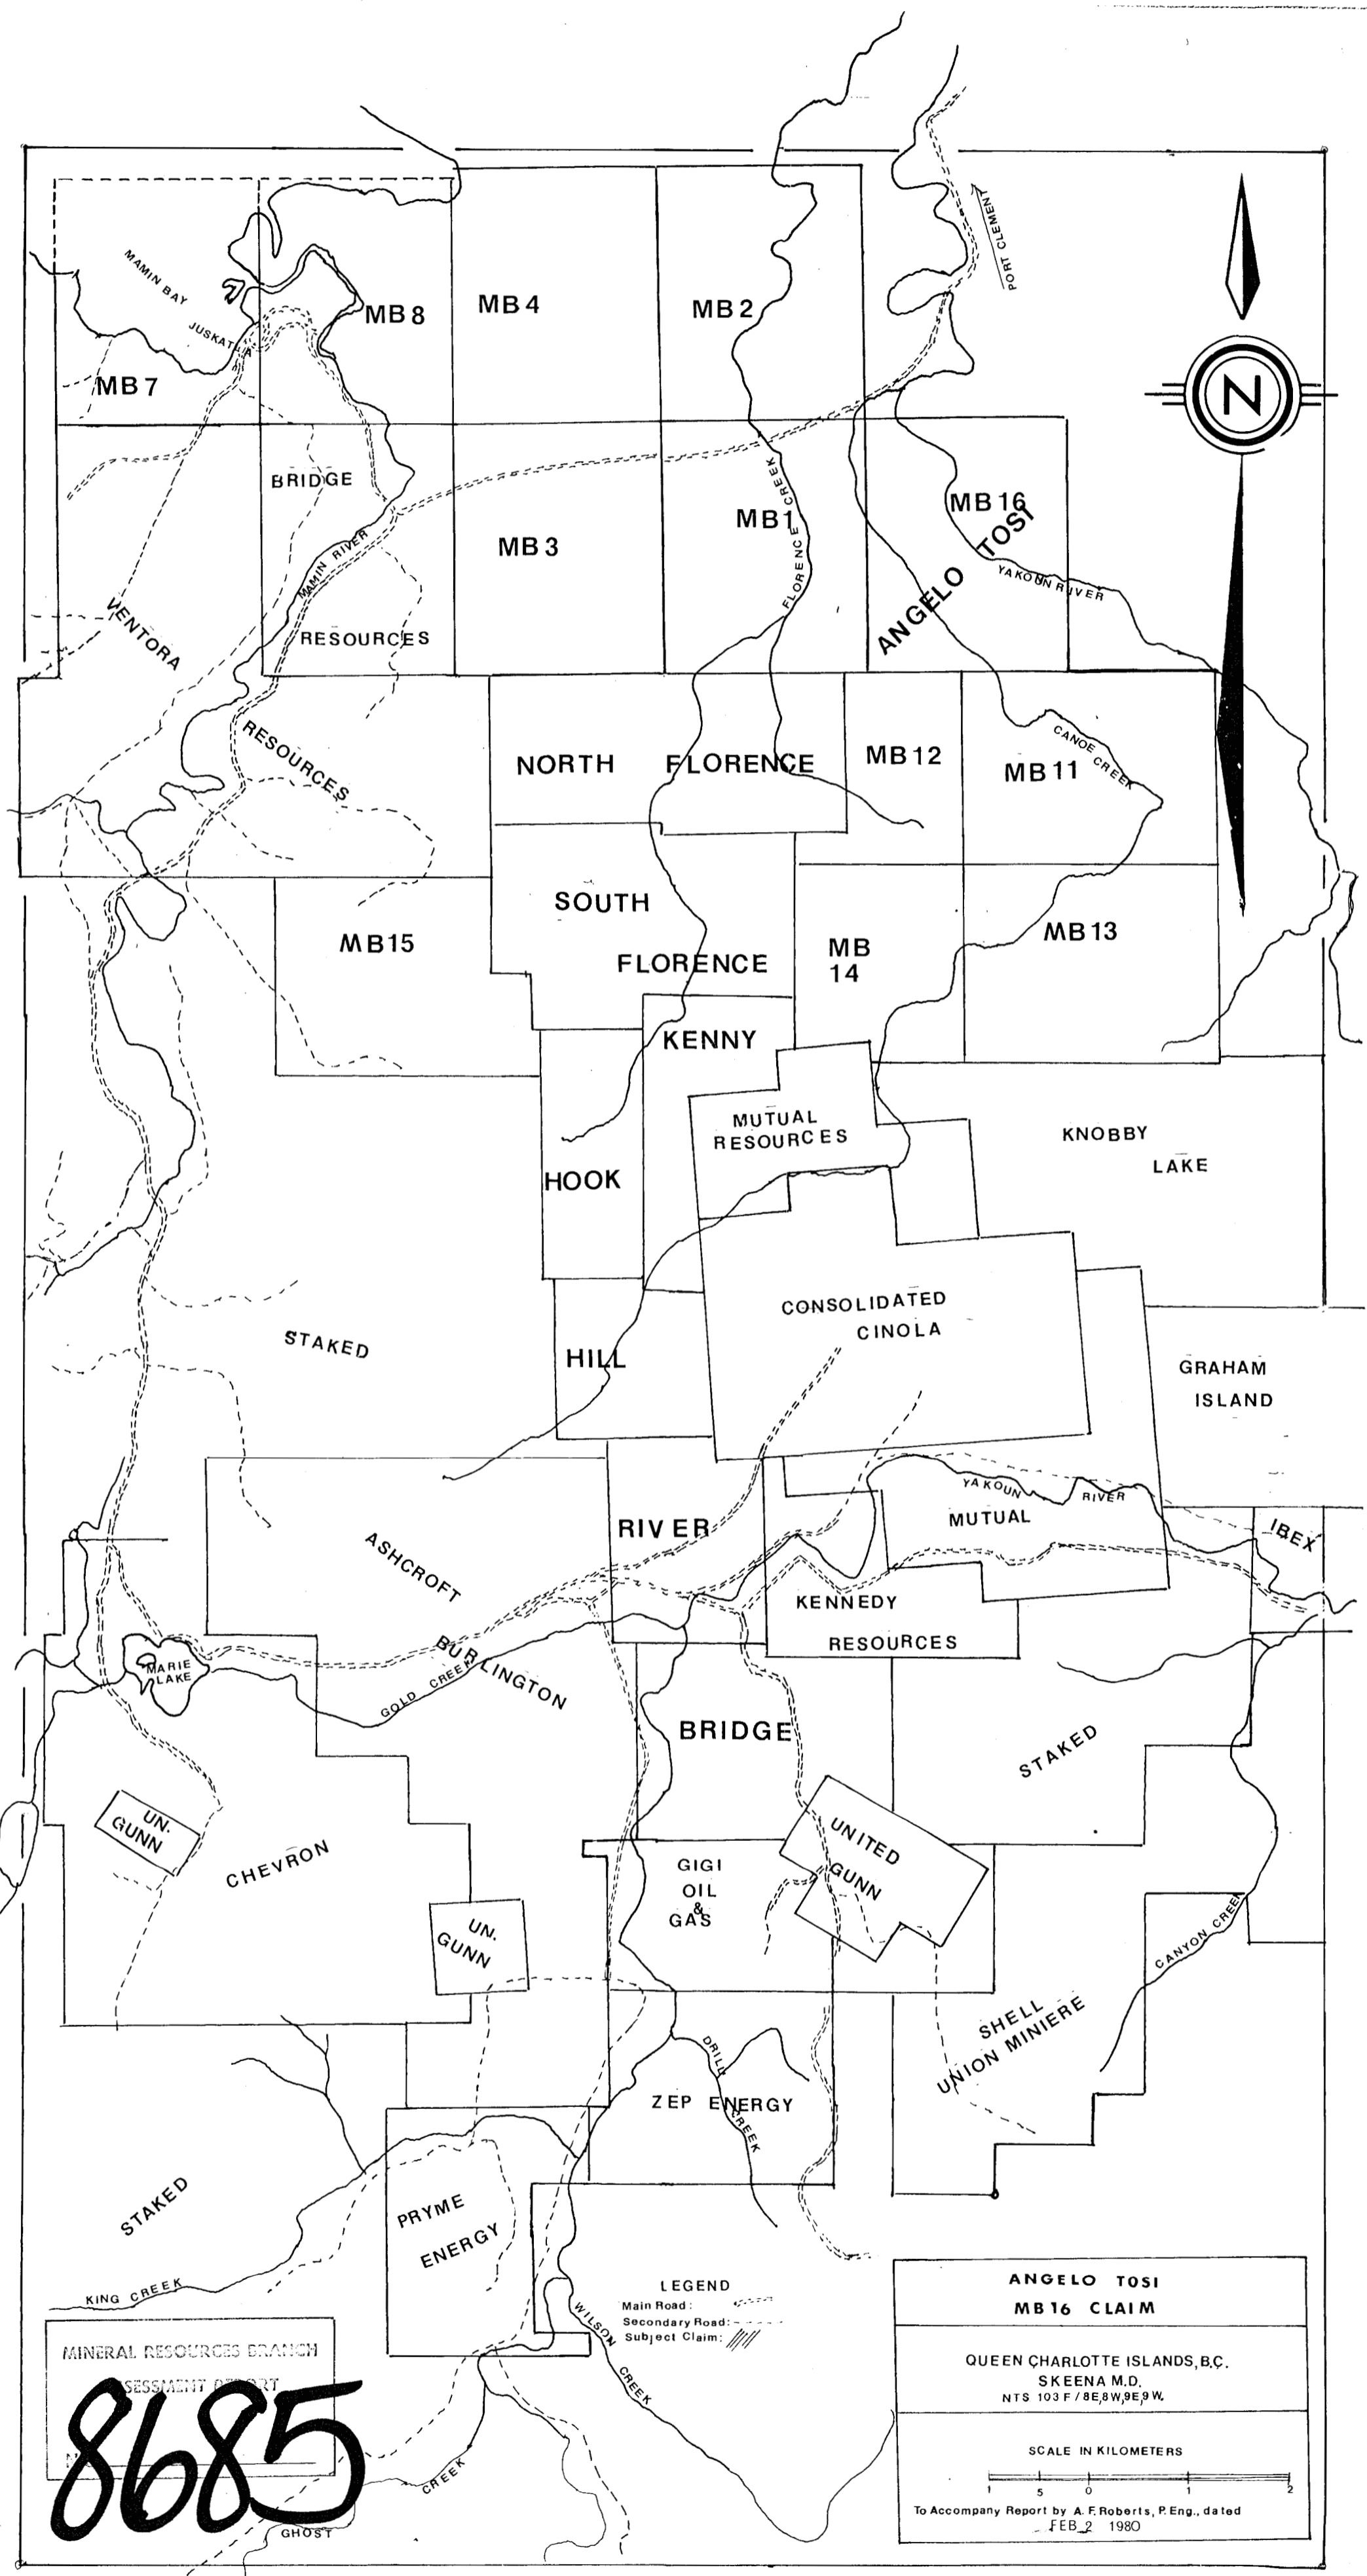 PORT CLEMENT
MAMIN BAY
JUSKATLA
MB 8
MB 4
MB 2
MB 7
N
BRIDGE
MB 3
MB 1
FLORENCE CREEK
MB 16
ANGELO TOSI
YAKOUN RIVER
MAMIN RIVER
RESOURCES
VENTORA
RESOURCES
NORTH FLORENCE
MB 12
MB 11
CANOE CREEK
SOUTH
FLORENCE
MB 15
MB
14
MB 13
KENNY
MUTUAL
RESOURCES
KNOBBY
LAKE
HOOK
CONSOLIDATED
CINOLA
STAKED
HILL
GRAHAM
ISLAND
YAKOUN RIVER
MUTUAL
IBEX
RIVER
ASHCROFT
KENNEDY
RESOURCES
BURLINGTON
GOLD CREEK
MARIE
LAKE
BRIDGE
STAKED
UN.
GUNN
CHEVRON
UNITED
GUNN
GIGI
OIL
&
GAS
UN.
GUNN
CANYON CREEK
SHELL
UNION MINIERE
DRILL CREEK
ZEP ENERGY
STAKED
PRYME
ENERGY
KING CREEK
WILSON CREEK
LEGEND
Main Road:
Secondary Road:
Subject Claim:
ANGELO TOSI
MB 16 CLAIM
QUEEN CHARLOTTE ISLANDS, B.C.
SKEENA M.D.
NTS 103 F / 8E,8W,9E,9W.
SCALE IN KILOMETERS
1 5 0 1 2
To Accompany Report by A. F. Roberts, P. Eng., dated
FEB 2 1980
MINERAL RESOURCES BRANCH
ASSESSMENT REPORT
8685
GHOST CREEK